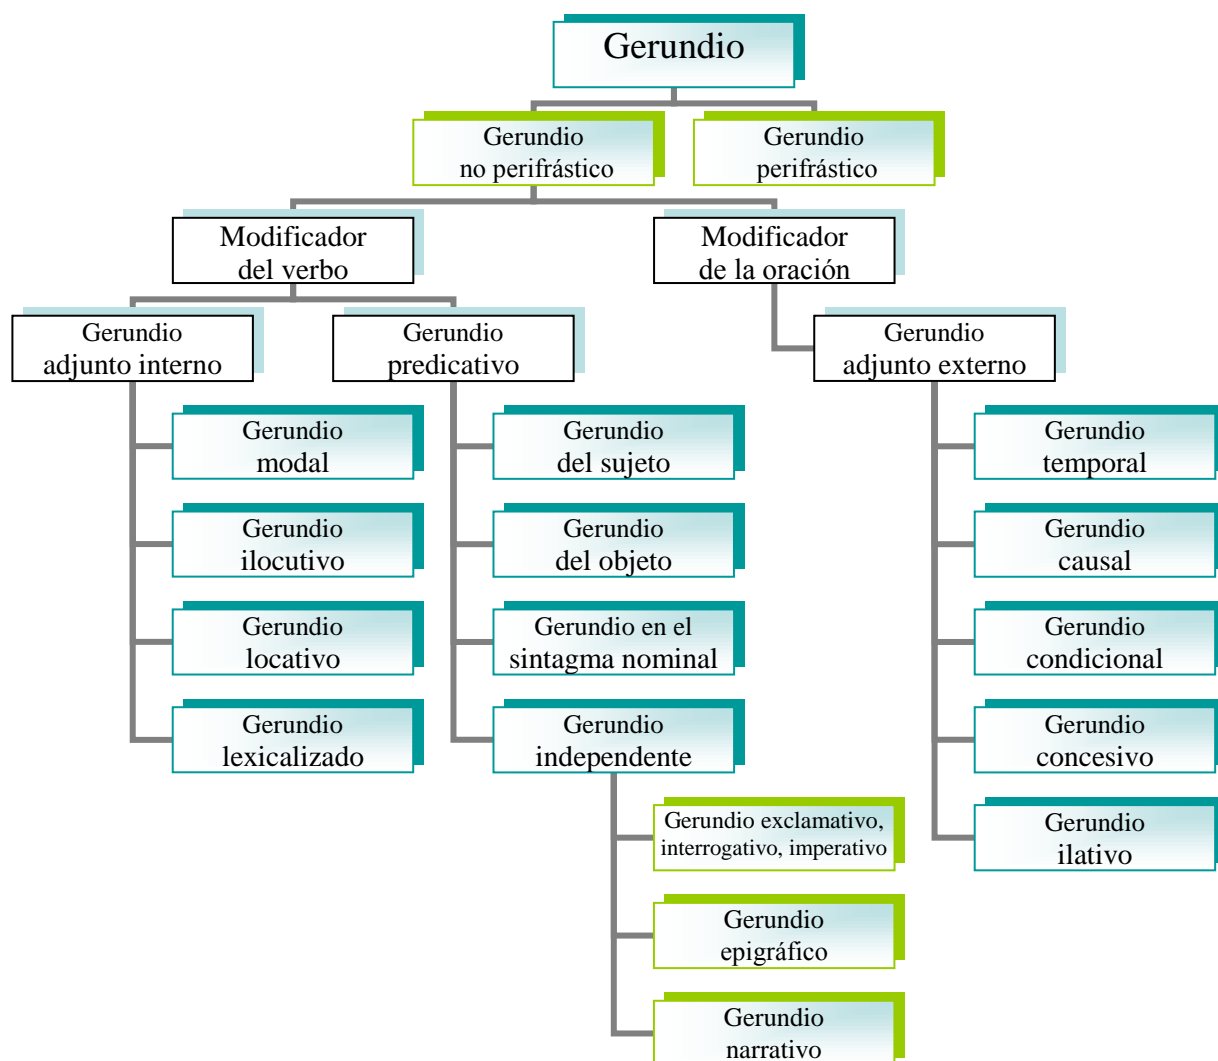 Gerundio
Gerundio
no perifrástico
Gerundio
perifrástico
Modificador
del verbo
Modificador
de la oración
Gerundio
adjunto interno
Gerundio
predicativo
Gerundio
adjunto externo
Gerundio
modal
Gerundio
ilocutivo
Gerundio
locativo
Gerundio
lexicalizado
Gerundio
del sujeto
Gerundio
del objeto
Gerundio en el
sintagma nominal
Gerundio
independiente
Gerundio exclamativo,
interrogativo, imperativo
Gerundio
epigráfico
Gerundio
narrativo
Gerundio
temporal
Gerundio
causal
Gerundio
condicional
Gerundio
concesivo
Gerundio
ilativo